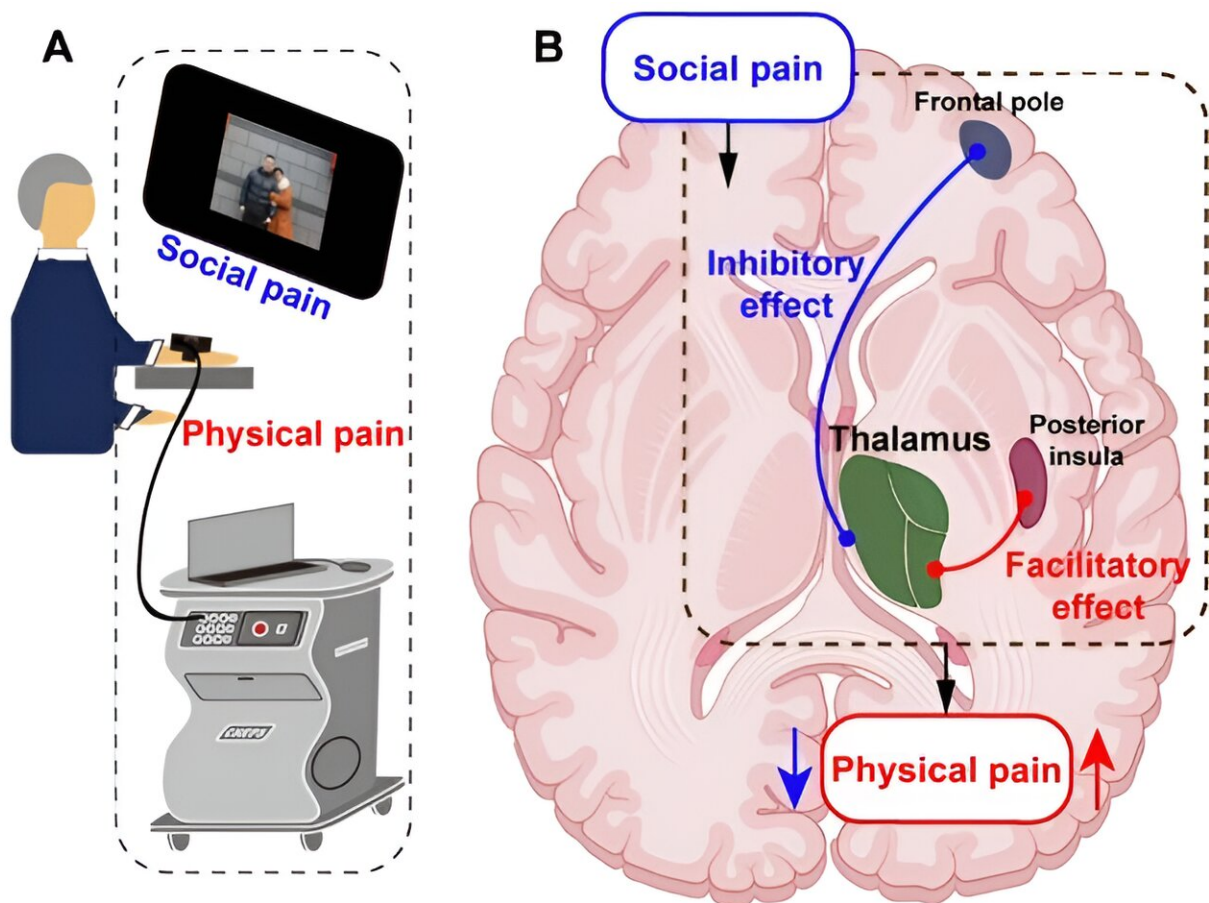 A
Social pain
Physical pain
B
Social pain
Frontal pole
Inhibitory
effect
Thalamus
Posterior
insula
Facilitatory
effect
Physical pain